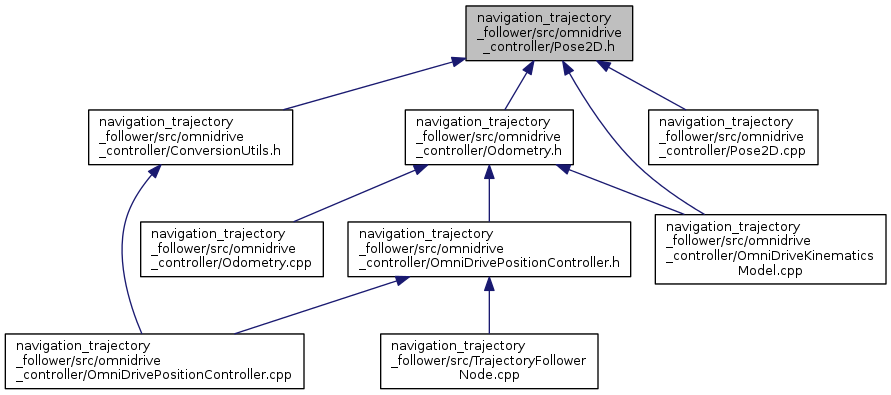 navigation_trajectory
_follower/src/omnidrive
_controller/Pose2D.h
navigation_trajectory
_follower/src/omnidrive
_controller/ConversionUtils.h
navigation_trajectory
_follower/src/omnidrive
_controller/Odometry.h
navigation_trajectory
_follower/src/omnidrive
_controller/Pose2D.cpp
navigation_trajectory
_follower/src/omnidrive
_controller/Odometry.cpp
navigation_trajectory
_follower/src/omnidrive
_controller/OmniDrivePositionController.h
navigation_trajectory
_follower/src/omnidrive
_controller/OmniDriveKinematics
Model.cpp
navigation_trajectory
_follower/src/omnidrive
_controller/OmniDrivePositionController.cpp
navigation_trajectory
_follower/src/TrajectoryFollower
Node.cpp